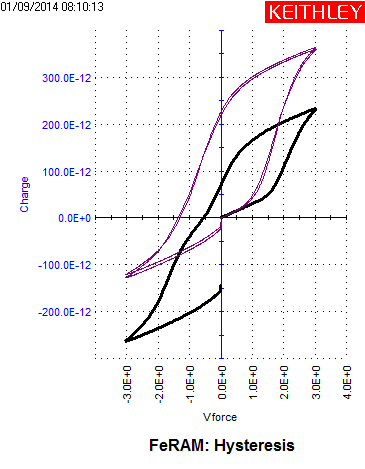 01/09/2014 08:10:13
KEITHLEY
300.0E-12
200.0E-12
100.0E-12
0.0E+0
-100.0E-12
-200.0E-12
Charge
-3.0E+0
-2.0E+0
-1.0E+0
0.0E+0
1.0E+0
2.0E+0
3.0E+0
4.0E+0
Vforce
FeRAM: Hysteresis